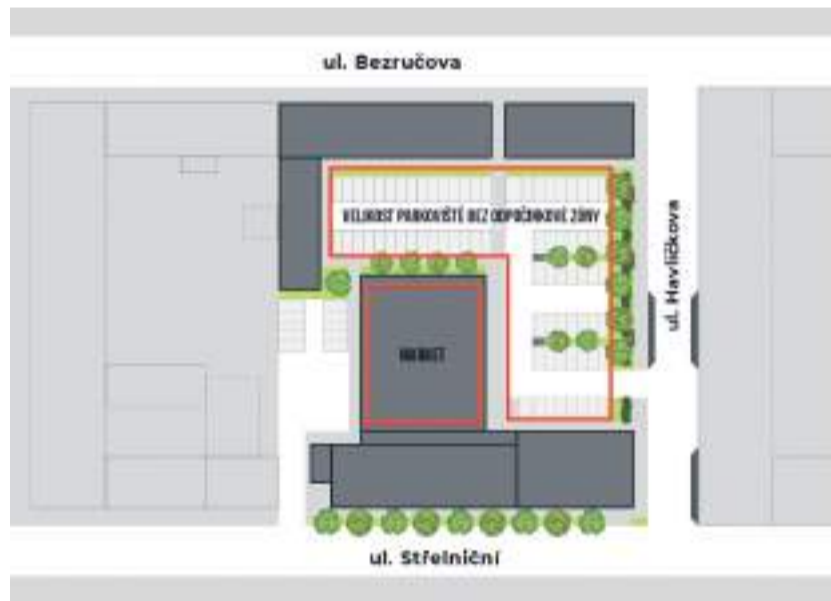 ul. Bezručova
VELIKOST PARKOVIŠTĚ BEZ ODPOČINKOVÉ ZÓNY
ul. Havlíčkova
ul. Střelniční